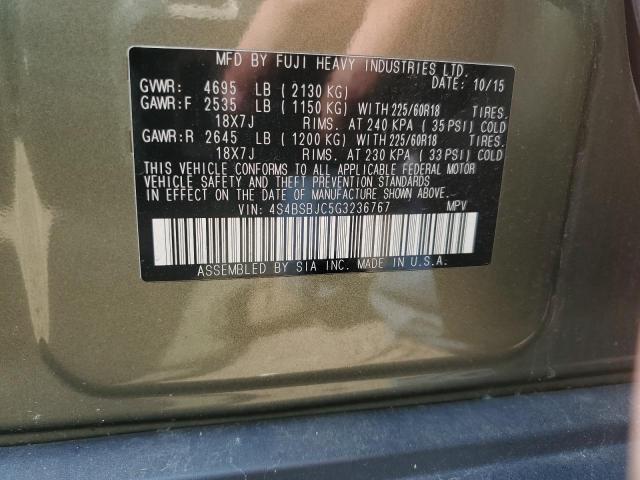 MFD BY FUJI HEAVY INDUSTRIES LTD.
DATE: 10/15
GVWR: 4695 LB (2130 KG)
GAWR:F 2535 LB (1150 KG) WITH 225/60R18 TIRES.
18X7J RIMS. AT 240 KPA (35 PSI) COLD
GAWR:R 2645 LB (1200 KG) WITH 225/60R18 TIRES.
18X7J RIMS. AT 230 KPA (33 PSI) COLD
THIS VEHICLE CONFORMS TO ALL APPLICABLE FEDERAL MOTOR
VEHICLE SAFETY AND THEFT PREVENTION STANDARDS
IN EFFECT ON THE DATE OF MANUFACTURE SHOWN ABOVE.
VIN: 4S4BSBJC5G3236767 MPV
ASSEMBLED BY SIA INC. MADE IN U.S.A.